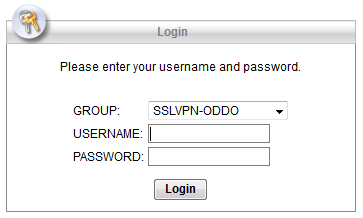 Login
Please enter your username and password.
GROUP: SSLVPN-ODDO
USERNAME:
PASSWORD:
Login